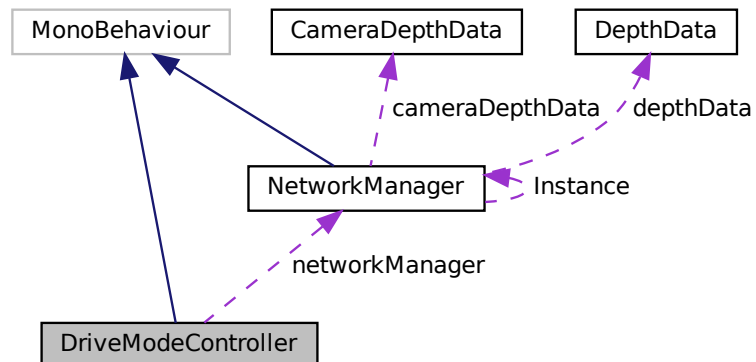 MonoBehaviour
CameraDepthData
DepthData
cameraDepthData
depthData
NetworkManager
Instance
networkManager
DriveModeController